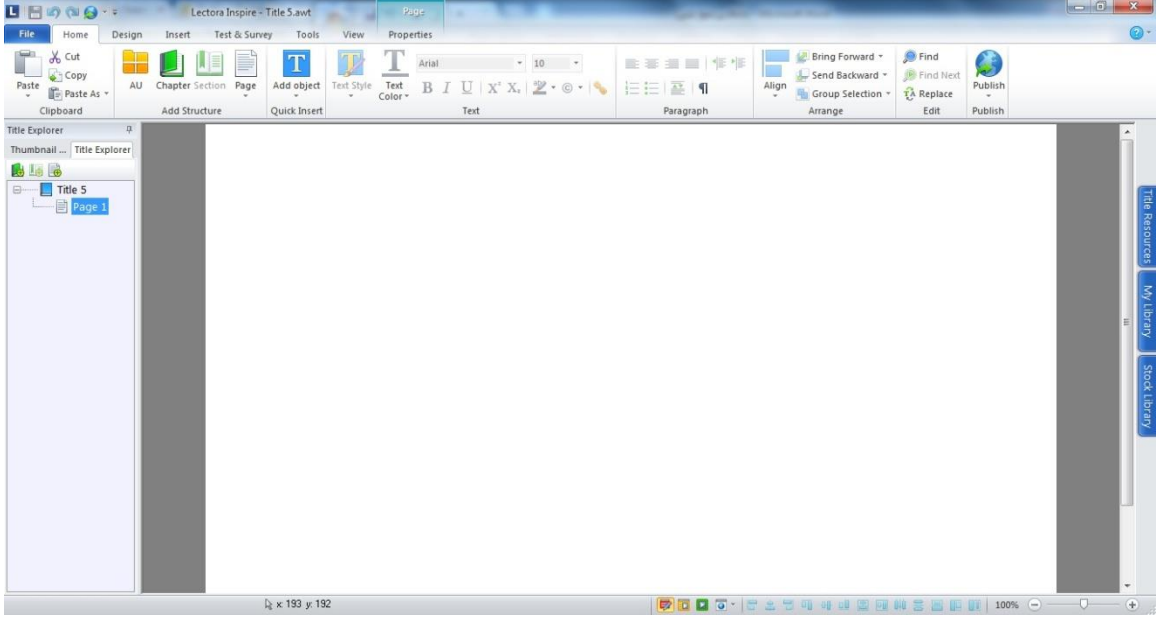 L Lectora Inspire - Title 5.awt Page
File Home Design Insert Test & Survey Tools View Properties
Paste
Cut
Copy
Paste As
Clipboard
AU Chapter Section Page
Add Structure
T
Add object
Quick Insert
Text Style
Text Color
Arial 10
B I U X² X₂
Text
¶
Paragraph
Align
Bring Forward
Send Backward
Group Selection
Arrange
Find
Find Next
Replace
Edit
Publish
Publish
Title Explorer
Thumbnail ... Title Explorer
Title 5
Page 1
Title Resources
My Library
Stock Library
x: 193 y: 192
100%